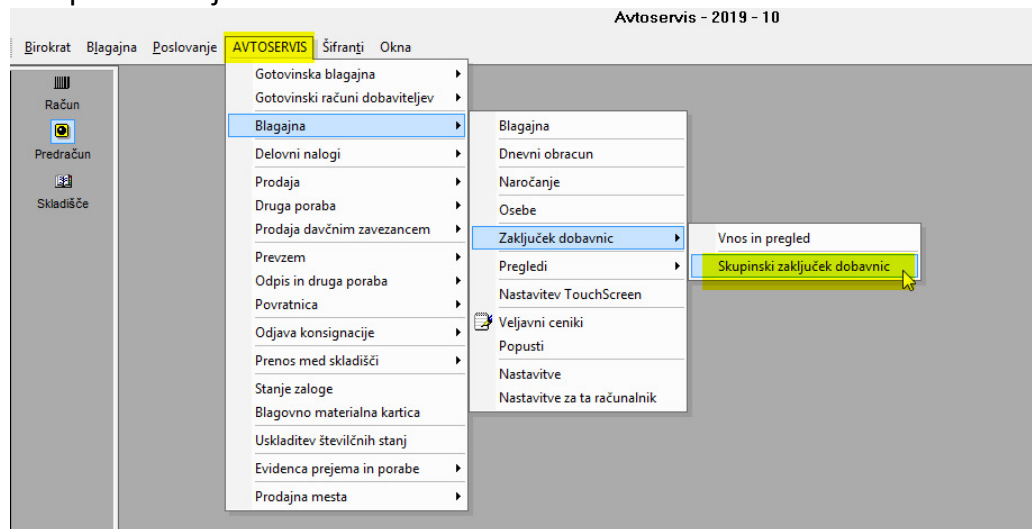 Avtoservis - 2019 - 10
Birokrat Blagajna Poslovanje AVTOSERVIS Šifranti Okna
Račun
Predračun
Skladišče
Gotovinska blagajna
Gotovinski računi dobaviteljev
Blagajna
Delovni nalogi
Prodaja
Druga poraba
Prodaja davčnim zavezancem
Prevzem
Odpis in druga poraba
Povratnica
Odjava konsignacije
Prenos med skladišči
Stanje zaloge
Blagovno materialna kartica
Uskladitev številčnih stanj
Evidenca prejema in porabe
Prodajna mesta
Blagajna
Dnevni obracun
Naročanje
Osebe
Zaključek dobavnic
Pregledi
Nastavitev TouchScreen
Veljavni ceniki
Popusti
Nastavitve
Nastavitve za ta računalnik
Vnos in pregled
Skupinski zaključek dobavnic